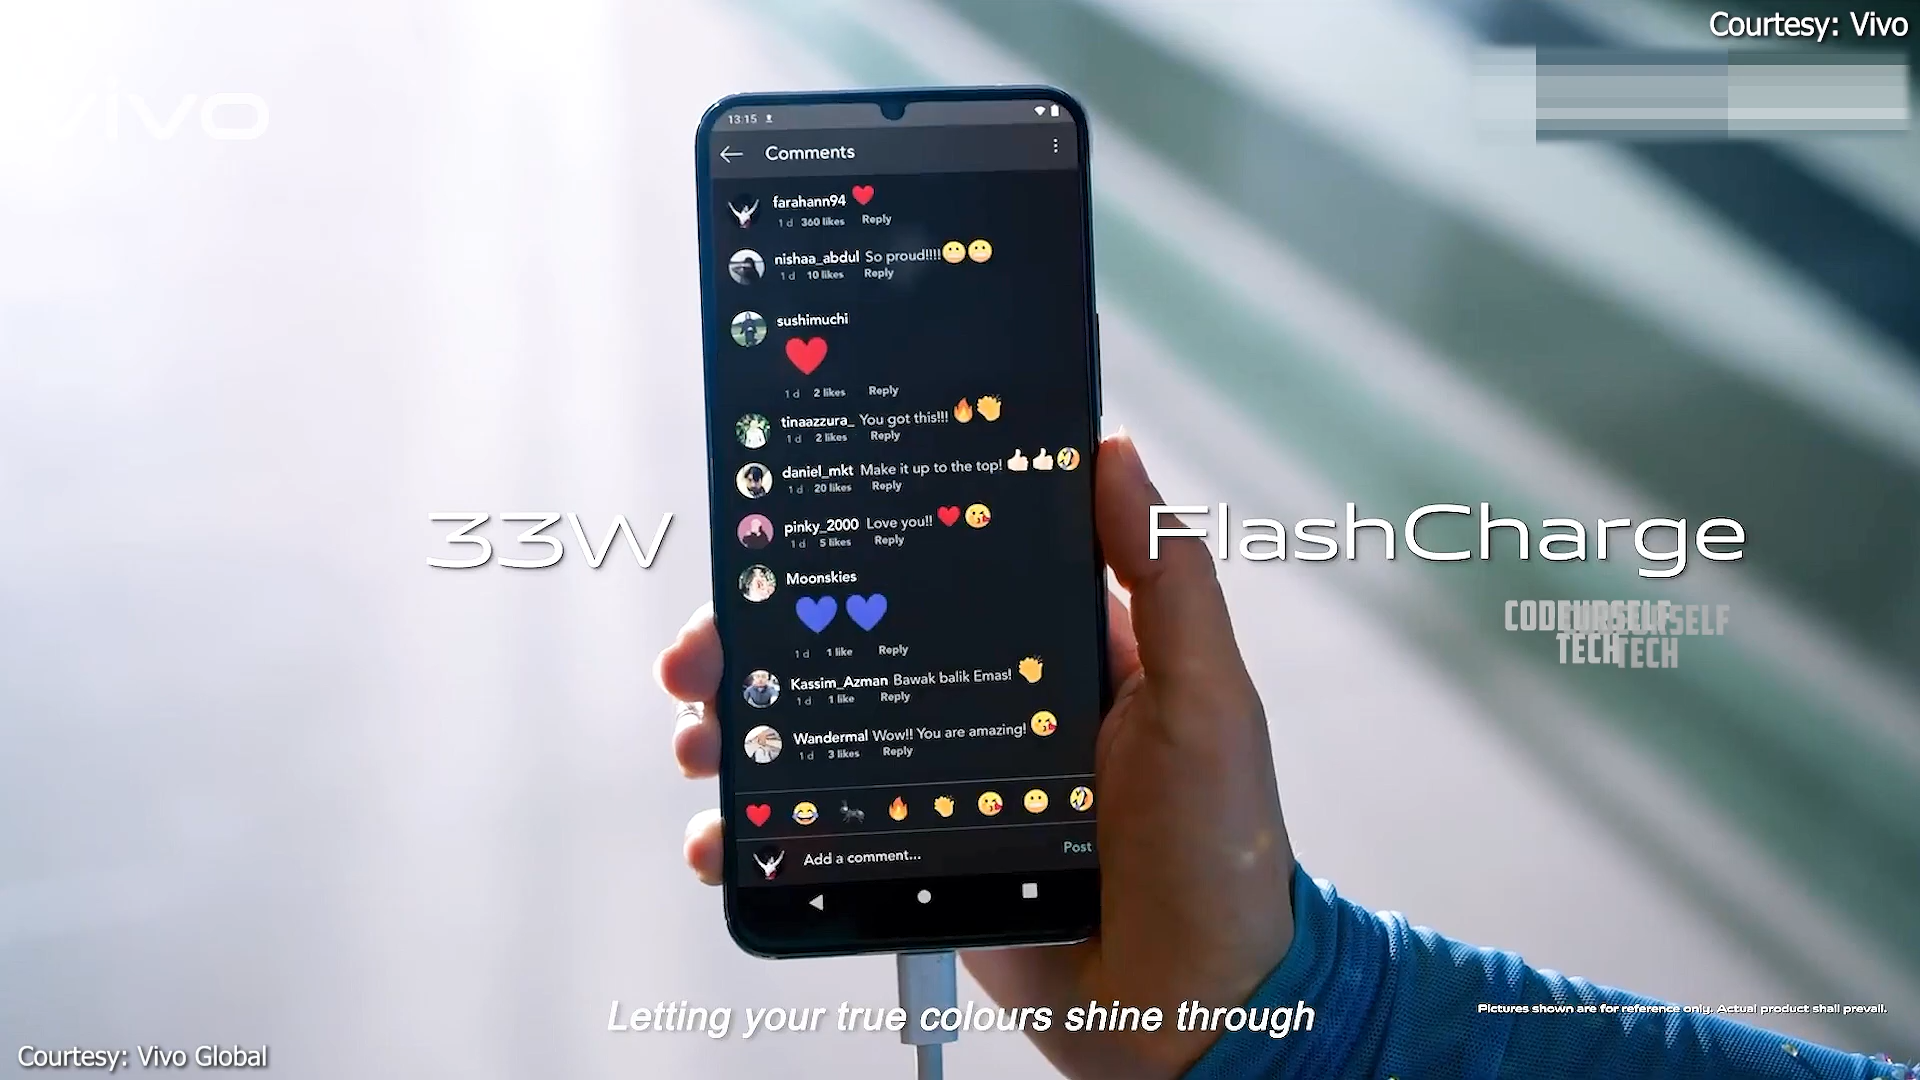 Courtesy: Vivo
vivo
13:15
Comments
farahann94 ❤️
1 d 360 likes Reply
nishaa_abdul So proud!!!!😬😬
1 d 10 likes Reply
sushimuchi
❤️
1 d 2 likes Reply
tinaazzura_ You got this!!! 🔥👏
1 d 2 likes Reply
daniel_mkt Make it up to the top! 👍🏻👍🏻🤣
1 d 20 likes Reply
pinky_2000 Love you!! ❤️😘
1 d 5 likes Reply
33W FlashCharge
Moonskies
💙💙
1 d 1 like Reply
CODEURSELF
TECH
Kassim_Azman Bawak balik Emas! 👏
1 d 1 like Reply
Wandermal Wow!! You are amazing! 😘
1 d 3 likes Reply
Add a comment... Post
Letting your true colours shine through
Pictures shown are for reference only. Actual product shall prevail.
Courtesy: Vivo Global